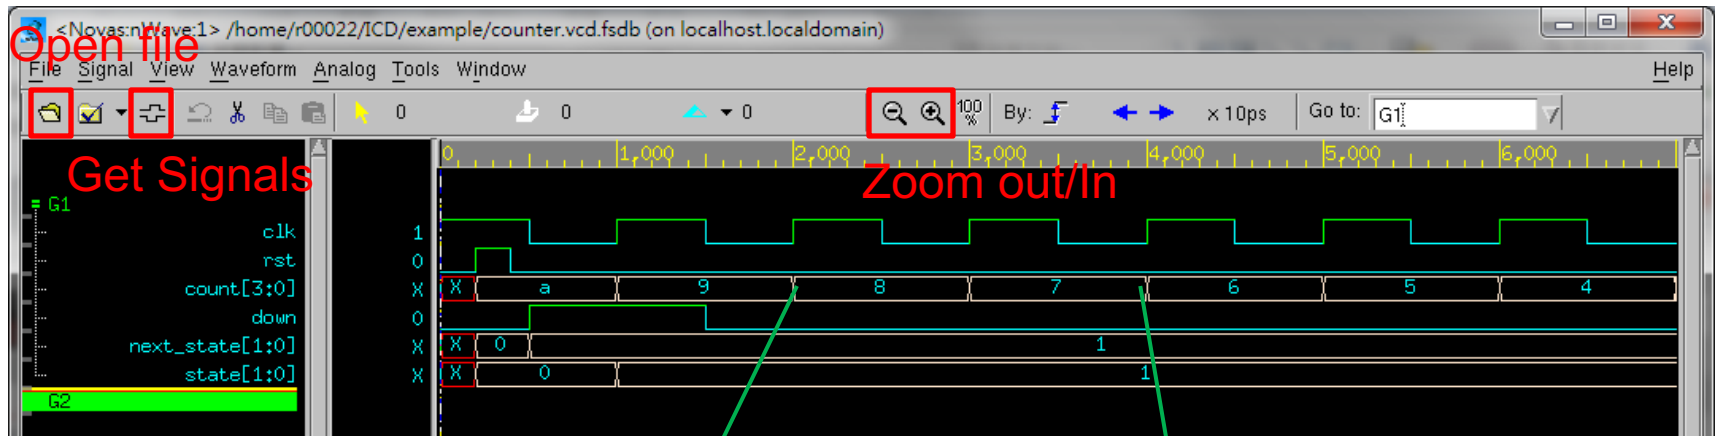 <Novas:nWave:1> /home/r00022/ICD/example/counter.vcd.fsdb (on localhost.localdomain)
Open file
File Signal View Waveform Analog Tools Window Help
0 0 0 100 % By: x 10ps Go to: G1
Get Signals
Zoom out/In
0 1,000 2,000 3,000 4,000 5,000 6,000
G1
clk 1
rst 0
count[3:0] X X a 9 8 7 6 5 4
down 0
next_state[1:0] X X 0 1
state[1:0] X X 0 1
G2